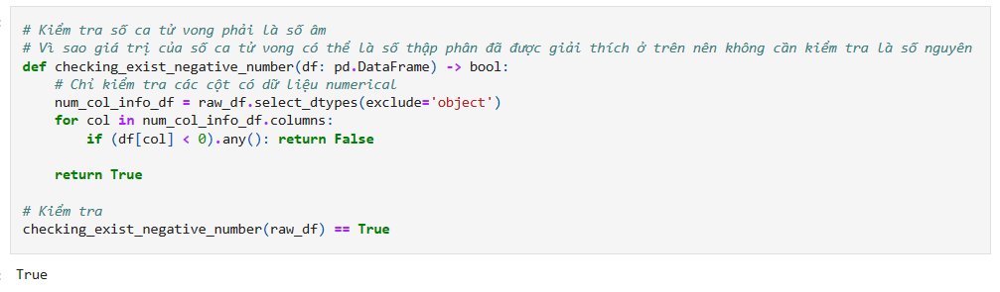 # Kiểm tra số ca tử vong phải là số âm
# Vì sao giá trị của số ca tử vong có thể là số thập phân đã được giải thích ở trên nên không cần kiểm tra là số nguyên
def checking_exist_negative_number(df: pd.DataFrame) -> bool:
    # Chỉ kiểm tra các cột có dữ liệu numerical
    num_col_info_df = raw_df.select_dtypes(exclude='object')
    for col in num_col_info_df.columns:
        if (df[col] < 0).any(): return False
    return True
# Kiểm tra
checking_exist_negative_number(raw_df) == True
True